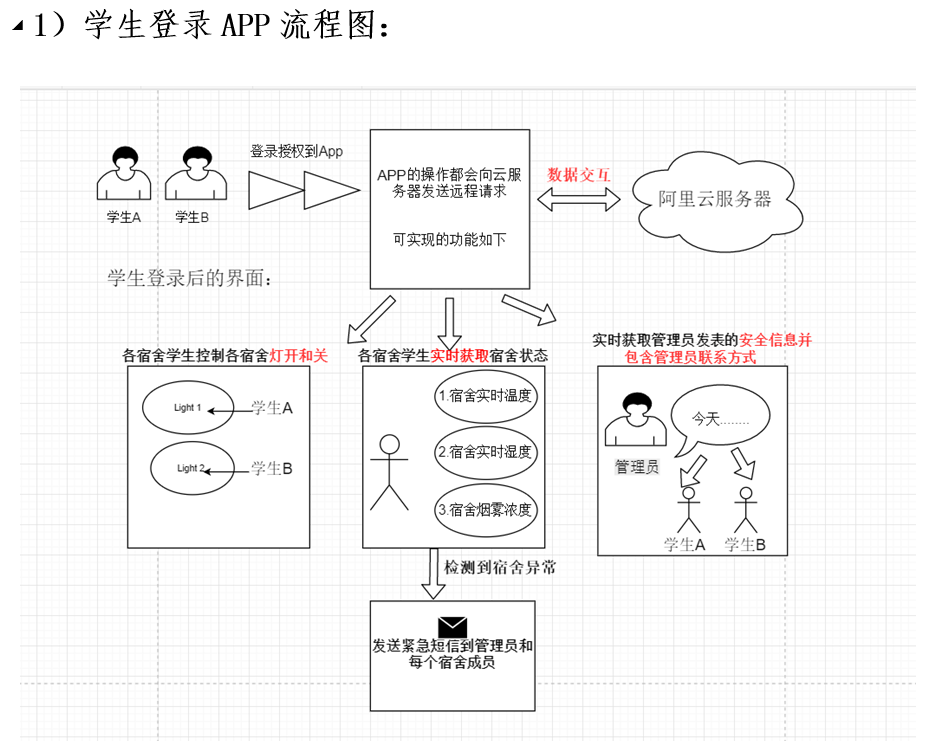 1）学生登录 APP 流程图：
登录授权到App
学生A
学生B
APP的操作都会向云服
务器发送远程请求
可实现的功能如下
数据交互
阿里云服务器
学生登录后的界面：
各宿舍学生控制各宿舍灯开和关
Light 1
学生A
Light 2
学生B
各宿舍学生实时获取宿舍状态
1.宿舍实时温度
2.宿舍实时湿度
3.宿舍烟雾浓度
实时获取管理员发表的安全信息并
包含管理员联系方式
今天........
管理员
学生A
学生B
检测到宿舍异常
发送紧急短信到管理员和
每个宿舍成员